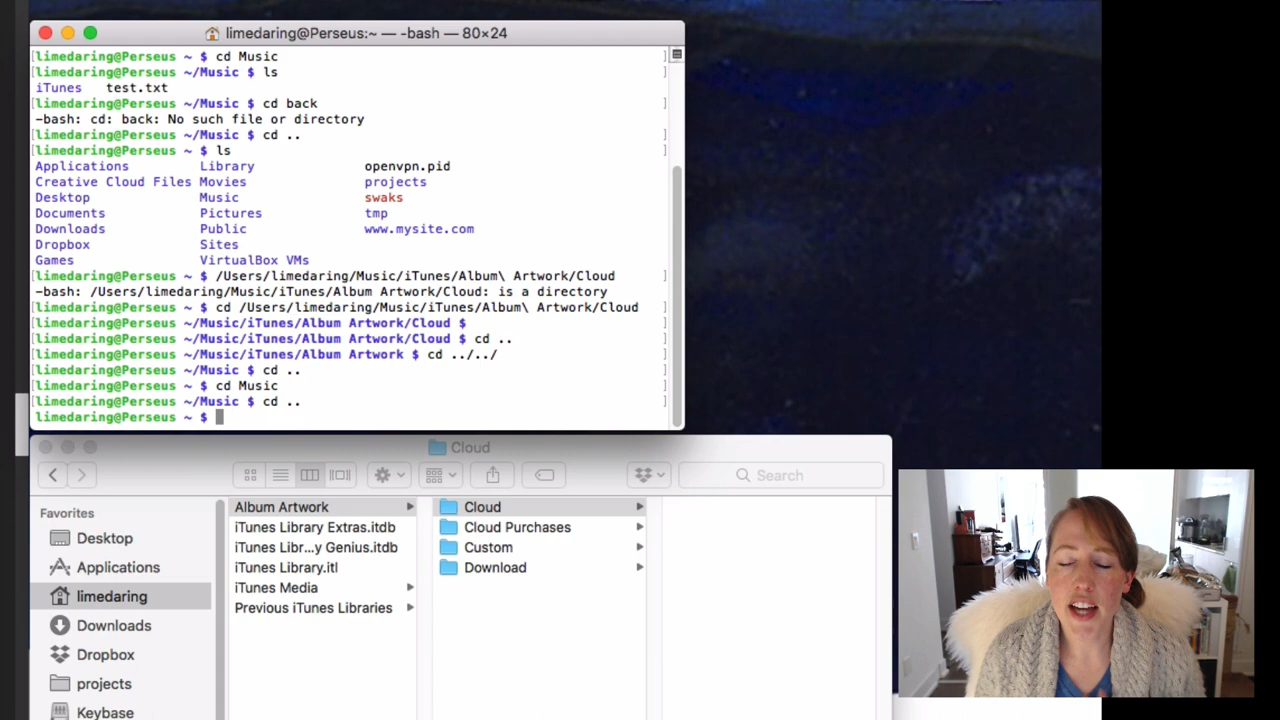 limedaring@Perseus:~ — -bash — 80×24
[limedaring@Perseus ~ $ cd Music ]
[limedaring@Perseus ~/Music $ ls ]
iTunes test.txt
[limedaring@Perseus ~/Music $ cd back ]
-bash: cd: back: No such file or directory
[limedaring@Perseus ~/Music $ cd .. ]
[limedaring@Perseus ~ $ ls ]
Applications Library openvpn.pid
Creative Cloud Files Movies projects
Desktop Music swaks
Documents Pictures tmp
Downloads Public www.mysite.com
Dropbox Sites
Games VirtualBox VMs
[limedaring@Perseus ~ $ /Users/limedaring/Music/iTunes/Album\ Artwork/Cloud ]
-bash: /Users/limedaring/Music/iTunes/Album Artwork/Cloud: is a directory
[limedaring@Perseus ~ $ cd /Users/limedaring/Music/iTunes/Album\ Artwork/Cloud ]
[limedaring@Perseus ~/Music/iTunes/Album Artwork/Cloud $ ]
[limedaring@Perseus ~/Music/iTunes/Album Artwork/Cloud $ cd .. ]
[limedaring@Perseus ~/Music/iTunes/Album Artwork $ cd ../../ ]
[limedaring@Perseus ~/Music $ cd .. ]
[limedaring@Perseus ~ $ cd Music ]
[limedaring@Perseus ~/Music $ cd .. ]
limedaring@Perseus ~ $
Cloud
Search
Favorites
Desktop
Applications
limedaring
Downloads
Dropbox
projects
Keybase
Album Artwork
iTunes Library Extras.itdb
iTunes Libr...y Genius.itdb
iTunes Library.itl
iTunes Media
Previous iTunes Libraries
Cloud
Cloud Purchases
Custom
Download